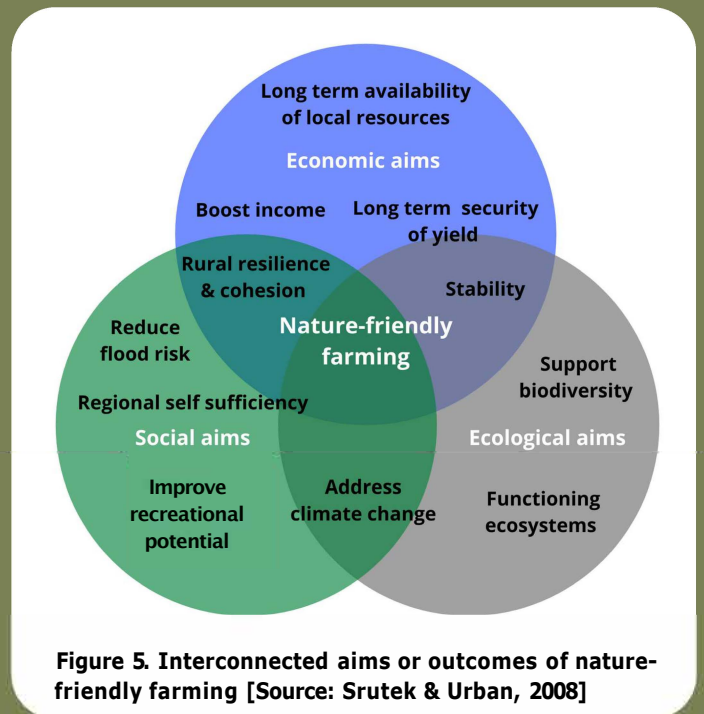 Long term availability
of local resources
Economic aims
Boost income
Long term security
of yield
Rural resilience
& cohesion
Stability
Nature-friendly
farming
Reduce
flood risk
Support
biodiversity
Regional self sufficiency
Social aims
Ecological aims
Improve
recreational
potential
Address
climate change
Functioning
ecosystems
Figure 5. Interconnected aims or outcomes of nature-
friendly farming [Source: Srutek & Urban, 2008]